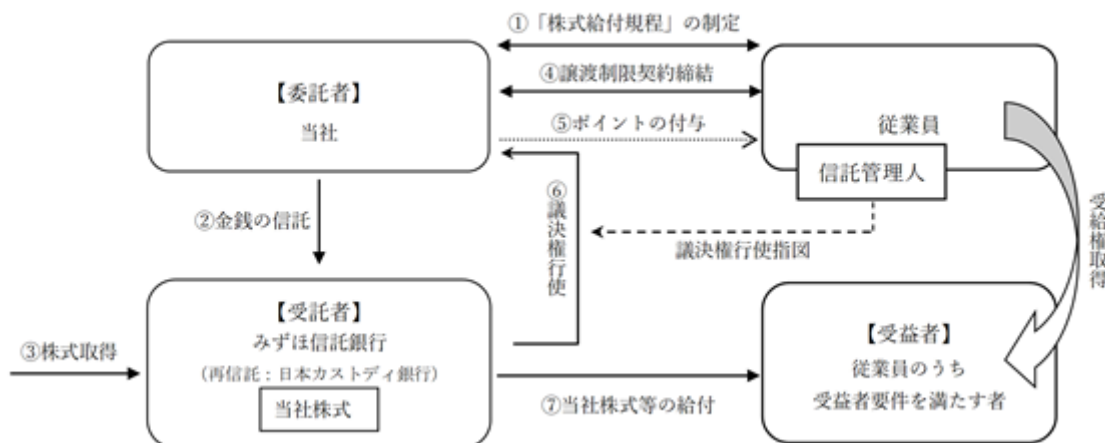 ①「株式給付規程」の制定
【委託者】
当社
④譲渡制限契約締結
⑤ポイントの付与
従業員
信託管理人
②金銭の信託
⑥議決権行使
議決権行使指図
受給権取得
【受託者】
みずほ信託銀行
(再信託:日本カストディ銀行)
当社株式
③株式取得
⑦当社株式等の給付
【受益者】
従業員のうち
受益者要件を満たす者